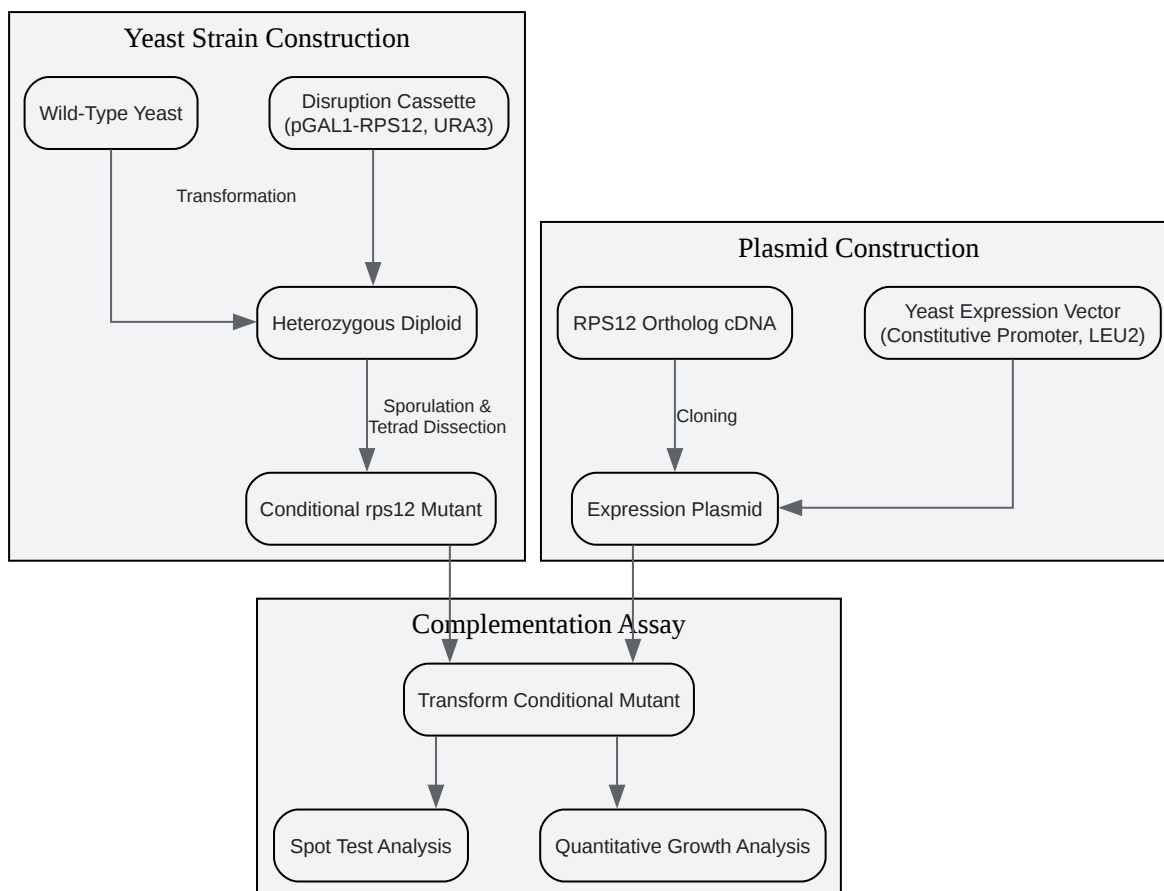 Yeast Strain Construction
Wild-Type Yeast
Disruption Cassette
(pGAL1-RPS12, URA3)
Transformation
Heterozygous Diploid
Sporulation &
Tetrad Dissection
Conditional rps12 Mutant
Plasmid Construction
RPS12 Ortholog cDNA
Yeast Expression Vector
(Constitutive Promoter, LEU2)
Cloning
Expression Plasmid
Complementation Assay
Transform Conditional Mutant
Spot Test Analysis
Quantitative Growth Analysis